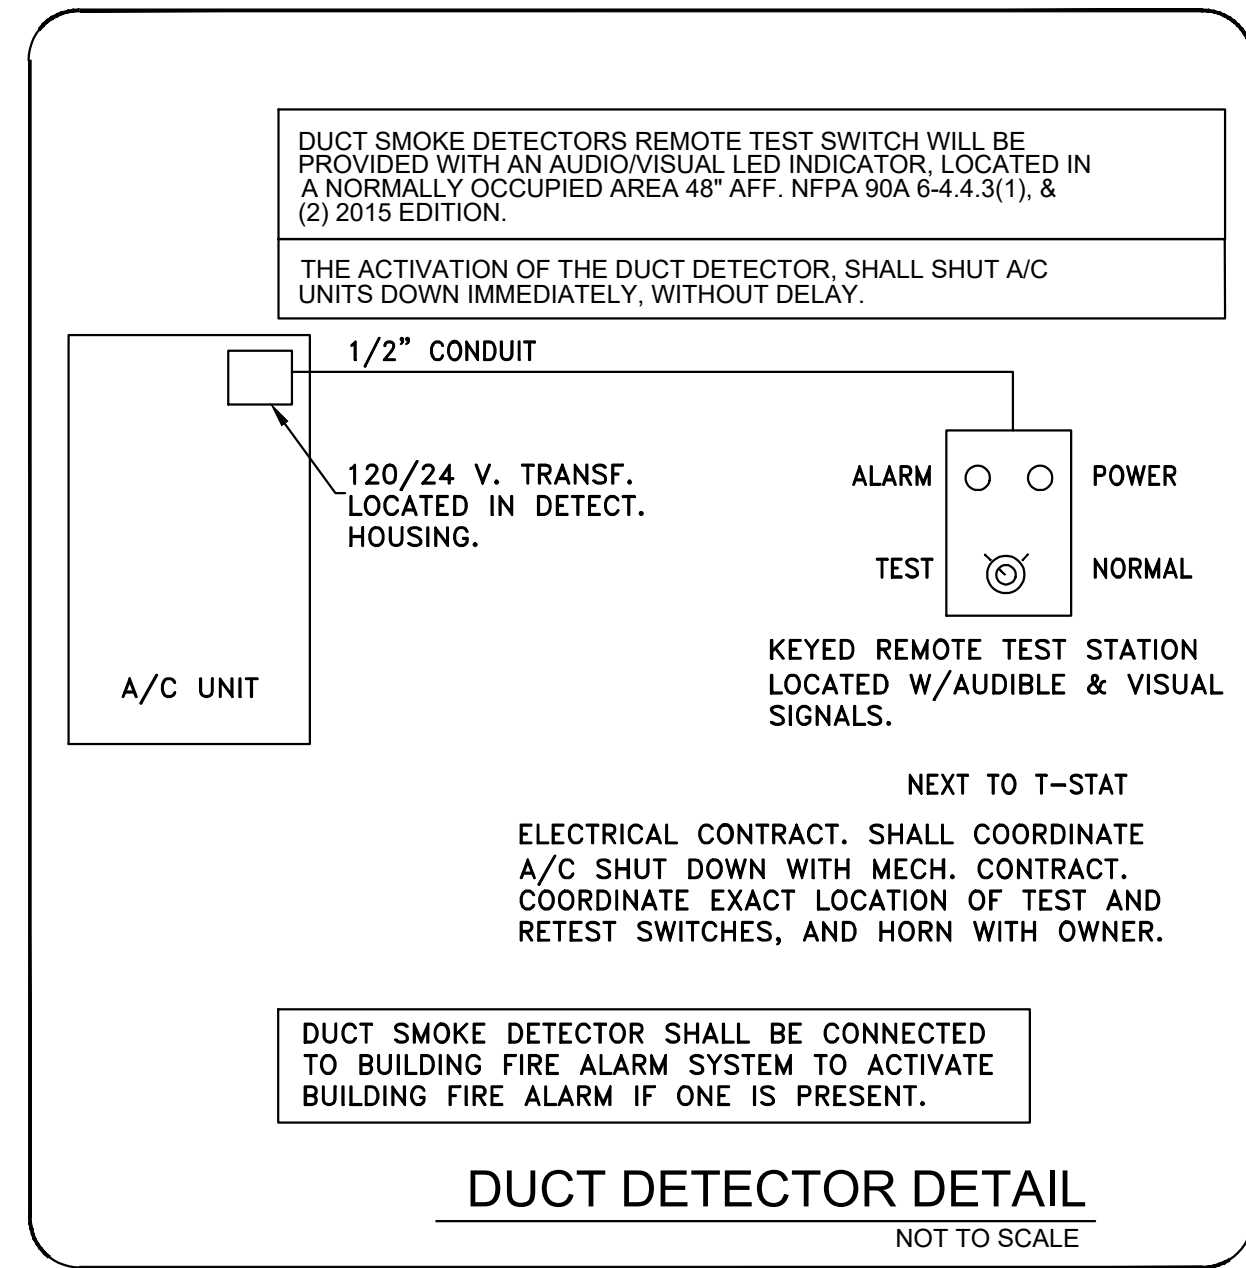 DUCT SMOKE DETECTORS REMOTE TEST SWITCH WILL BE
PROVIDED WITH AN AUDIO/VISUAL LED INDICATOR, LOCATED IN
A NORMALLY OCCUPIED AREA 48" AFF. NFPA 90A 6-4.4.3(1), &
(2) 2015 EDITION.
THE ACTIVATION OF THE DUCT DETECTOR, SHALL SHUT A/C
UNITS DOWN IMMEDIATELY, WITHOUT DELAY.
1/2” CONDUIT
120/24 V. TRANSF.
LOCATED IN DETECT.
HOUSING.
A/C UNIT
ALARM
POWER
TEST
NORMAL
KEYED REMOTE TEST STATION
LOCATED W/AUDIBLE & VISUAL
SIGNALS.
NEXT TO T-STAT
ELECTRICAL CONTRACT. SHALL COORDINATE
A/C SHUT DOWN WITH MECH. CONTRACT.
COORDINATE EXACT LOCATION OF TEST AND
RETEST SWITCHES, AND HORN WITH OWNER.
DUCT SMOKE DETECTOR SHALL BE CONNECTED
TO BUILDING FIRE ALARM SYSTEM TO ACTIVATE
BUILDING FIRE ALARM IF ONE IS PRESENT.
DUCT DETECTOR DETAIL
NOT TO SCALE